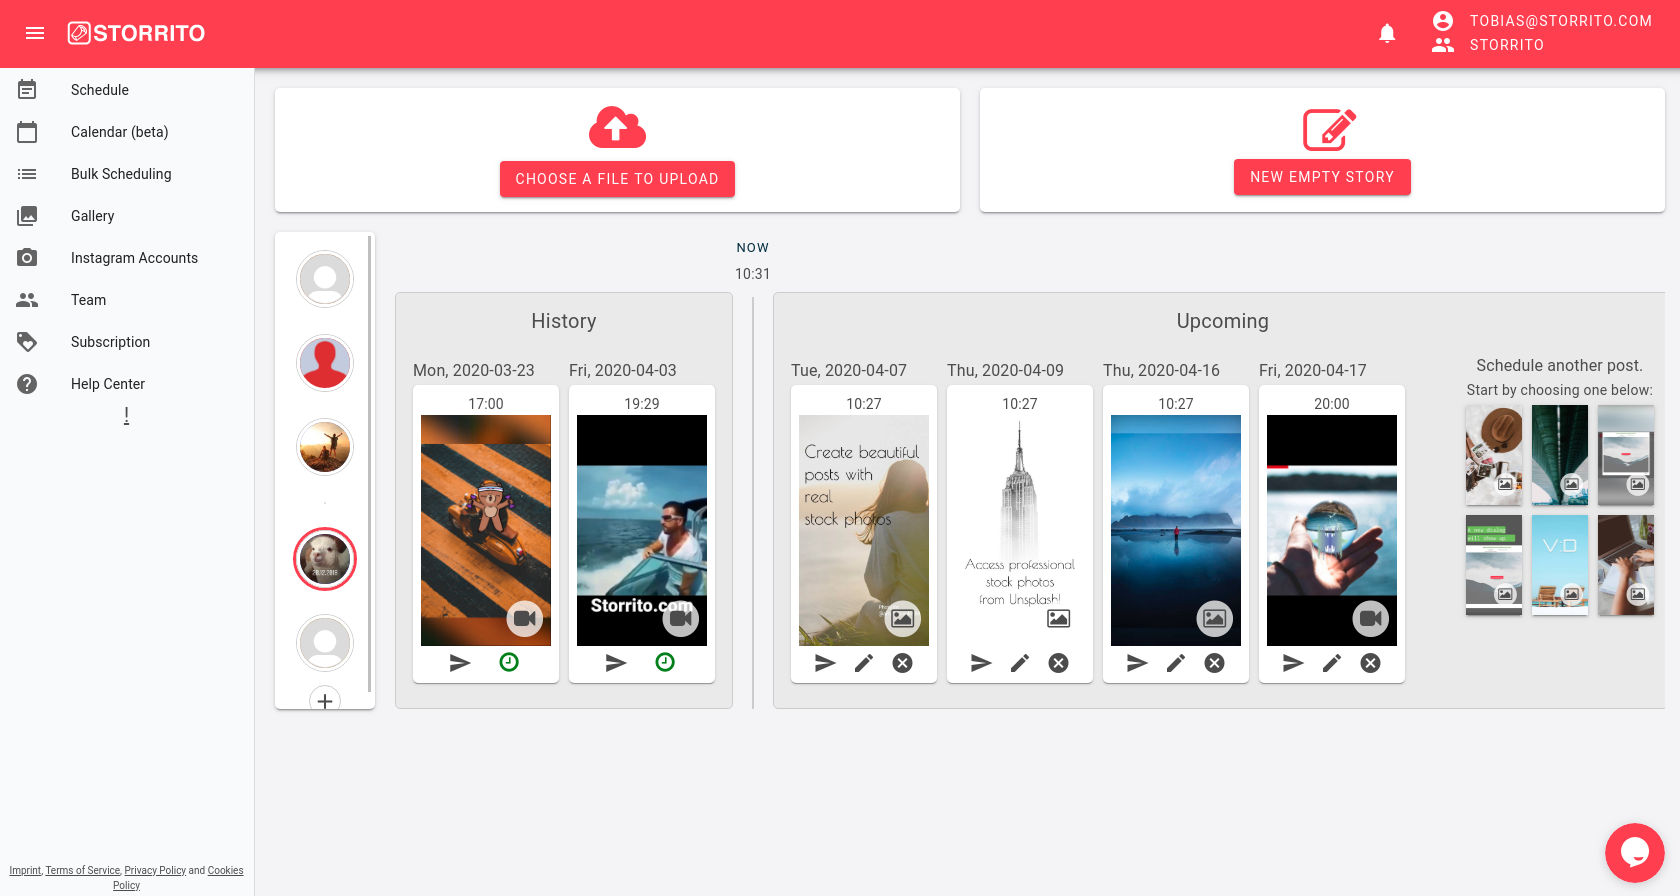 STORRITO
TOBIAS@STORRITO.COM
STORRITO
Schedule
Calendar (beta)
Bulk Scheduling
Gallery
Instagram Accounts
Team
Subscription
Help Center
!
Imprint, Terms of Service, Privacy Policy and Cookies
Policy
CHOOSE A FILE TO UPLOAD
NEW EMPTY STORY
NOW
10:31
History
Mon, 2020-03-23
17:00
Fri, 2020-04-03
19:29
Storrito.com
Upcoming
Tue, 2020-04-07
10:27
Create beautiful
posts with
real
stock photos
Thu, 2020-04-09
10:27
Access professional
stock photos
from Unsplash!
Thu, 2020-04-16
10:27
Fri, 2020-04-17
20:00
Schedule another post.
Start by choosing one below:
A new dialog
will show up
V:D